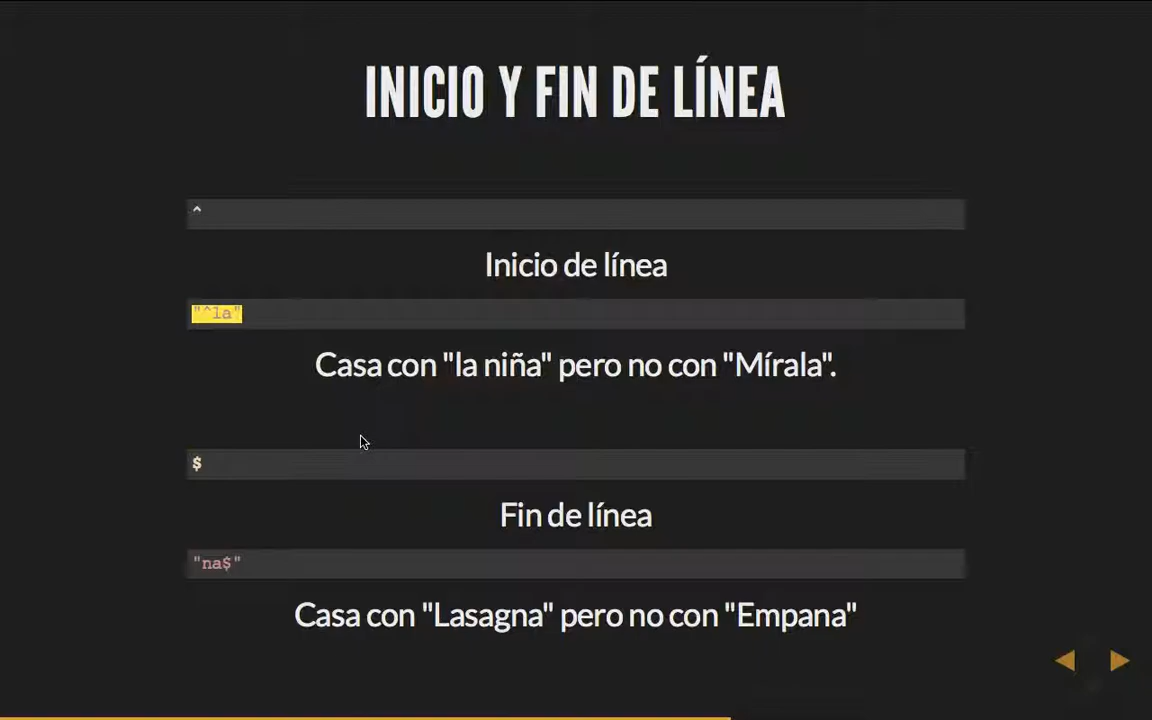 INICIO Y FIN DE LÍNEA
^
Inicio de línea
"^la"
Casa con "la niña" pero no con "Mírala".
$
Fin de línea
"na$"
Casa con "Lasagna" pero no con "Empana"